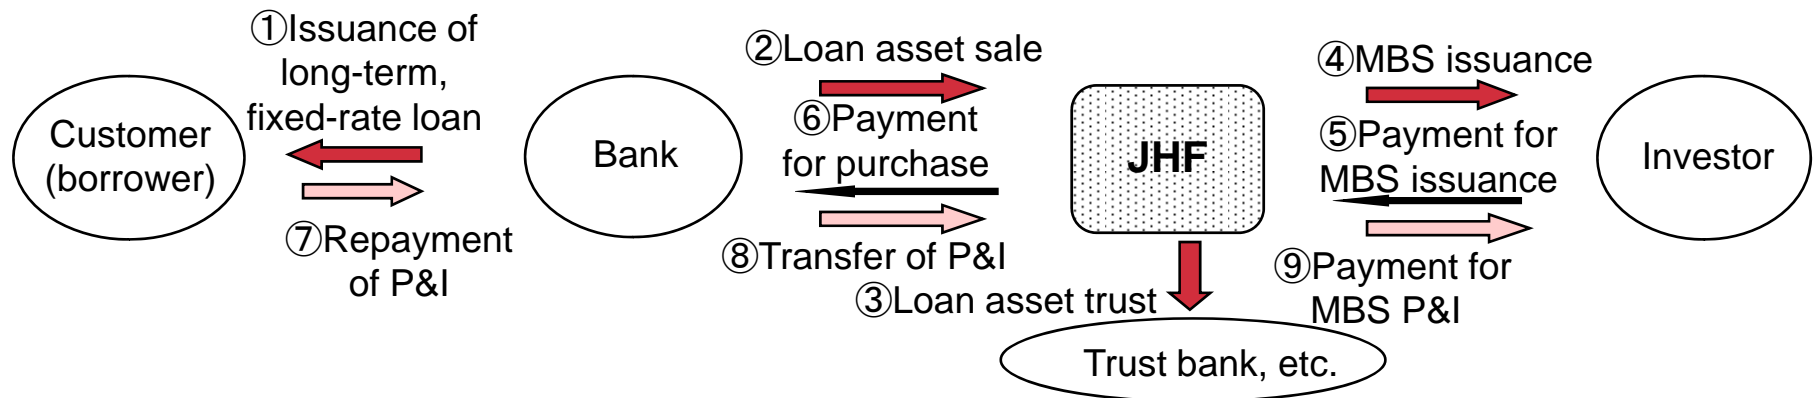 ①Issuance of
long-term,
fixed-rate loan
Customer
(borrower)
⑦Repayment
of P&I
Bank
②Loan asset sale
⑥Payment
for purchase
⑧Transfer of P&I
JHF
③Loan asset trust
Trust bank, etc.
④MBS issuance
⑤Payment for
MBS issuance
⑨Payment for
MBS P&I
Investor